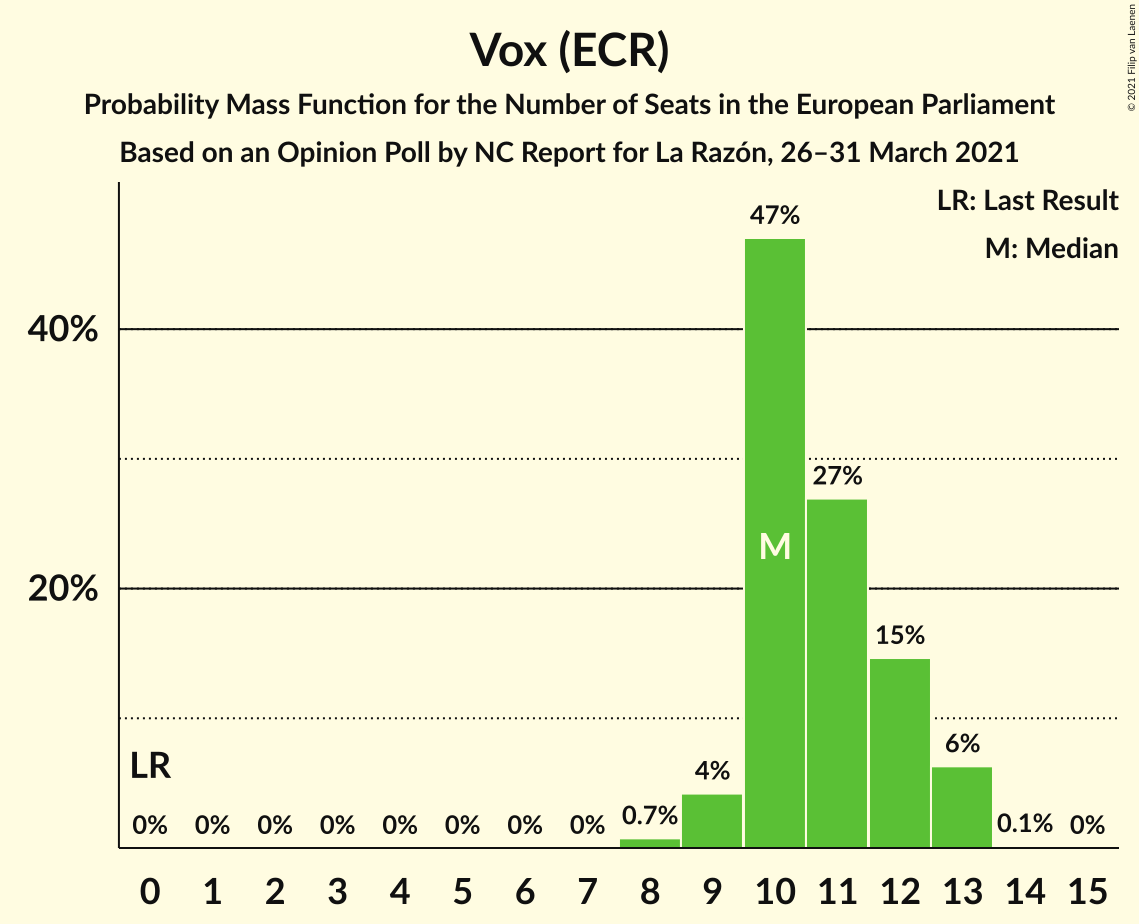 Vox (ECR)
Probability Mass Function for the Number of Seats in the European Parliament
Based on an Opinion Poll by NC Report for La Razón, 26–31 March 2021
© 2021 Filip van Laenen
LR: Last Result
M: Median
47%
40%
27%
M
20%
15%
6%
LR
4%
0% 0% 0% 0% 0% 0% 0% 0% 0.7% 0.1% 0%
0 1 2 3 4 5 6 7 8 9 10 11 12 13 14 15